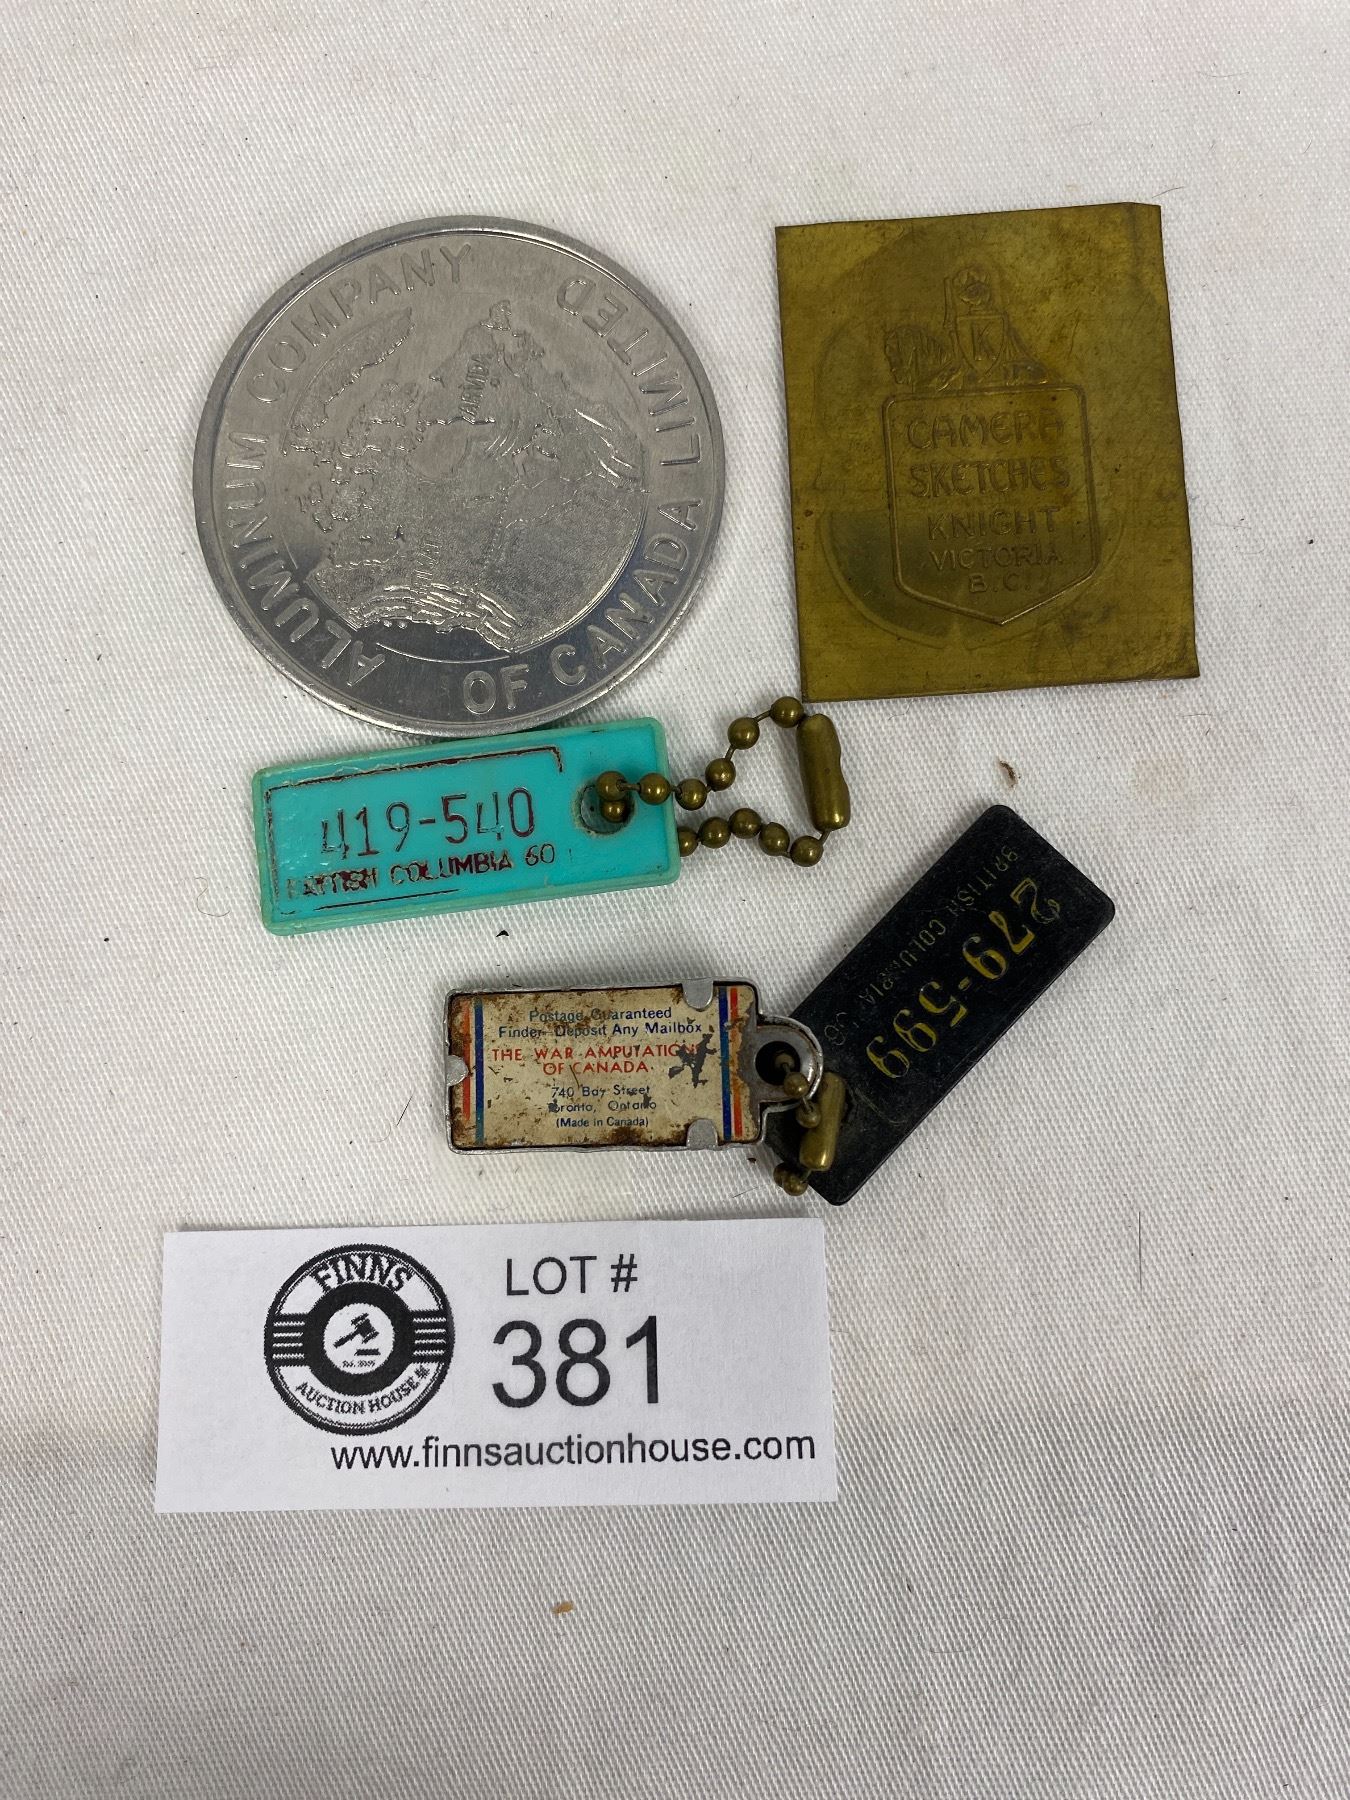 ALUMINUM COMPANY OF CANADA LIMITED
KITIMAT
K
CAMERA
SKETCHES
KNIGHT
VICTORIA
B.C.
419-540
BRITISH COLUMBIA 60
279-599
BRITISH COLUMBIA
Postage Guaranteed
Finder-Deposit Any Mailbox
THE WAR AMPUTATIONS
OF CANADA
740 Bay Street
Toronto, Ontario
(Made in Canada)
FINNS
AUCTION HOUSE
LOT #
381
www.finnsauctionhouse.com